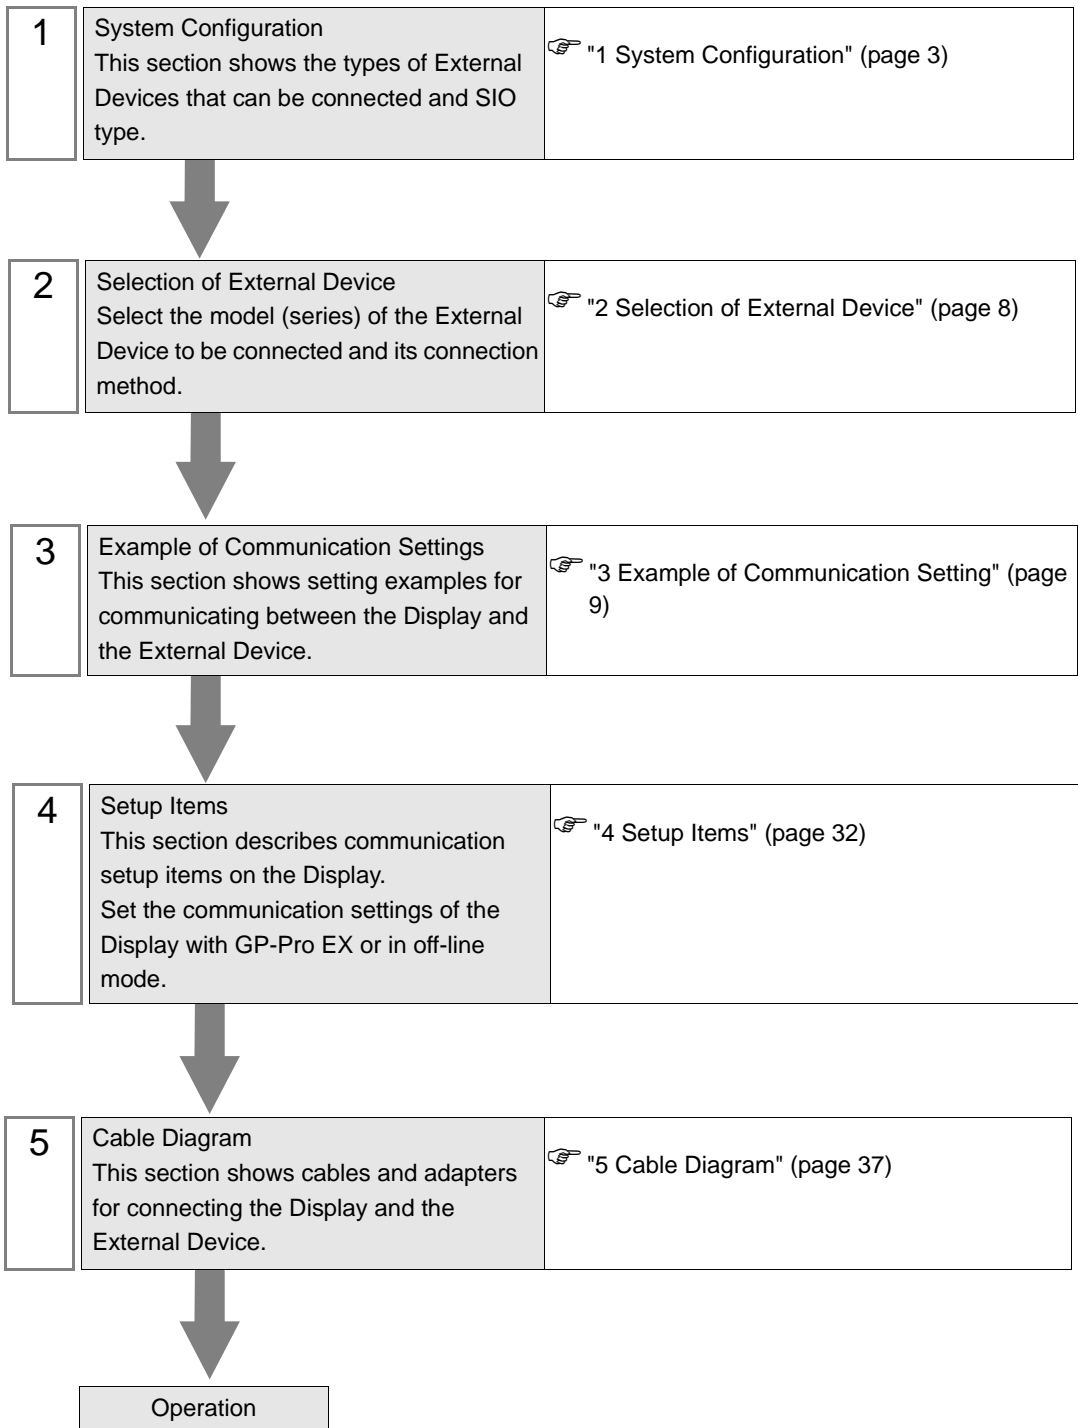 1
System Configuration
This section shows the types of External
Devices that can be connected and SIO
type.
"1 System Configuration" (page 3)
2
Selection of External Device
Select the model (series) of the External
Device to be connected and its connection
method.
"2 Selection of External Device" (page 8)
3
Example of Communication Settings
This section shows setting examples for
communicating between the Display and
the External Device.
"3 Example of Communication Setting" (page
9)
4
Setup Items
This section describes communication
setup items on the Display.
Set the communication settings of the
Display with GP-Pro EX or in off-line
mode.
"4 Setup Items" (page 32)
5
Cable Diagram
This section shows cables and adapters
for connecting the Display and the
External Device.
"5 Cable Diagram" (page 37)
Operation